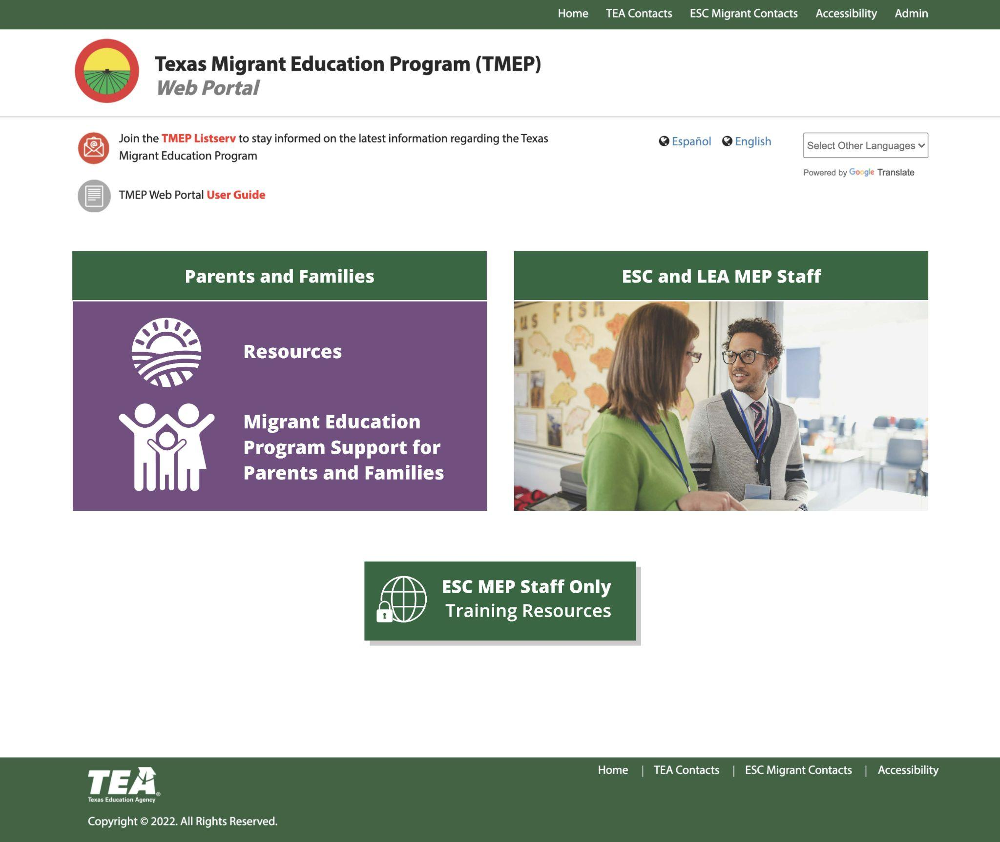 Home TEA Contacts ESC Migrant Contacts Accessibility Admin
Texas Migrant Education Program (TMEP)
Web Portal
Join the TMEP Listserv to stay informed on the latest information regarding the Texas
Migrant Education Program
Español English
Select Other Languages
Powered by Google Translate
TMEP Web Portal User Guide
Parents and Families
Resources
Migrant Education
Program Support for
Parents and Families
ESC and LEA MEP Staff
us Fish
ESC MEP Staff Only
Training Resources
TEA®
Texas Education Agency
Home | TEA Contacts | ESC Migrant Contacts | Accessibility
Copyright © 2022. All Rights Reserved.